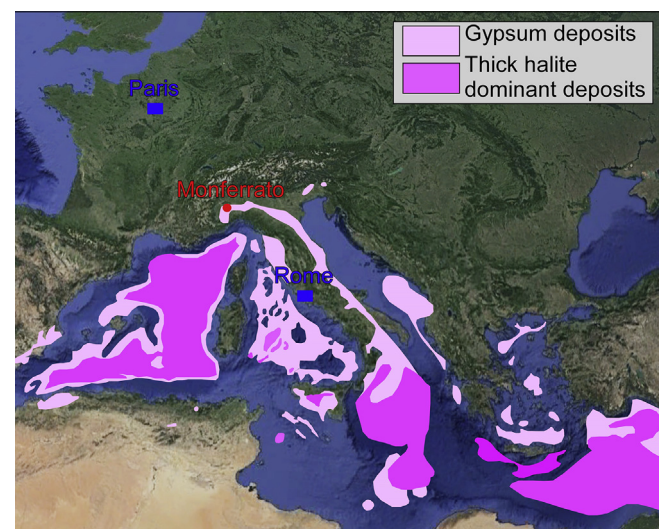 Gypsum deposits
Thick halite
dominant deposits
Paris
Monferrato
Rome